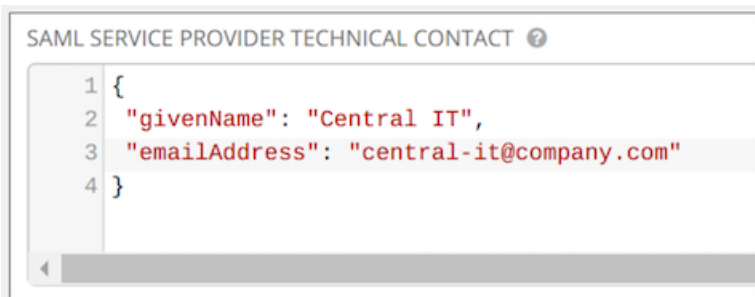 SAML SERVICE PROVIDER TECHNICAL CONTACT ?
1 {
2 "givenName": "Central IT",
3 "emailAddress": "central-it@company.com"
4 }